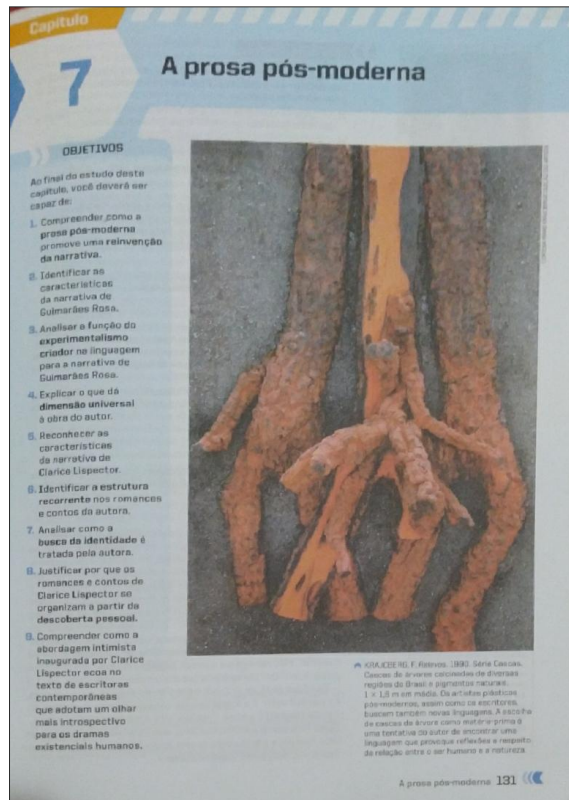 Capítulo
7
A prosa pós-moderna
OBJETIVOS
Ao final do estudo deste
capítulo, você deverá ser
capaz de:
1. Compreender como a
prosa pós-moderna
promove uma reinvenção
da narrativa.
2. Identificar as
características
da narrativa de
Guimarães Rosa.
3. Analisar a função do
experimentalismo
criador na linguagem
para a narrativa de
Guimarães Rosa.
4. Explicar o que dá
dimensão universal
à obra do autor.
5. Reconhecer as
características
da narrativa de
Clarice Lispector.
6. Identificar a estrutura
recorrente nos romances
e contos da autora.
7. Analisar como a
busca da identidade é
tratada pela autora.
8. Justificar por que os
romances e contos de
Clarice Lispector se
organizam a partir da
descoberta pessoal.
9. Compreender como a
abordagem intimista
inaugurada por Clarice
Lispector ecoa no
texto de escritoras
contemporâneas
que adotam um olhar
mais introspectivo
para os dramas
existenciais humanos.
KRAJCBERG, F. Relevos. 1990. Série Cascas.
Cascas de árvores calcinadas de diversas
regiões do Brasil e pigmentos naturais,
1 × 1,5 m em média. Os artistas plásticos
pós-modernos, assim como os escritores,
buscam também novas linguagens. A escolha
de cascas de árvore como matéria-prima é
uma tentativa do autor de encontrar uma
linguagem que provoque reflexões a respeito
da relação entre o ser humano e a natureza.
A prosa pós-moderna 131